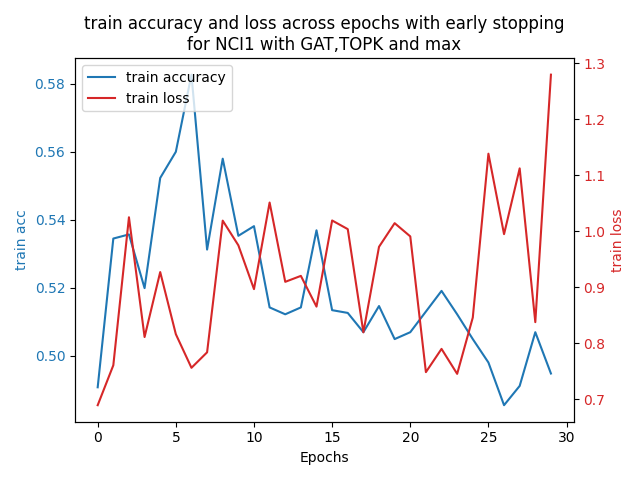 train accuracy and loss across epochs with early stopping
for NCI1 with GAT,TOPK and max
train accuracy
train loss
train acc
0.58
0.56
0.54
0.52
0.50
1.3
1.2
1.1
1.0
0.9
0.8
0.7
train loss
0 5 10 15 20 25 30
Epochs